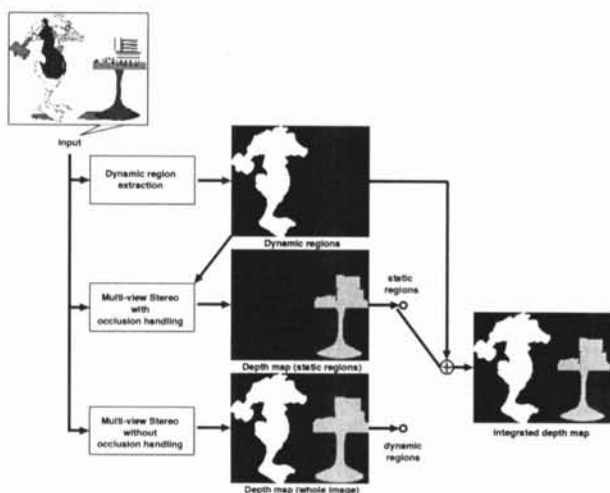 Input
Dynamic region
extraction
Dynamic regions
Multi-view Stereo
with
occlusion handling
static
regions
Depth map (static regions)
Multi-view Stereo
without
occlusion handling
dynamic
regions
Depth map (whole image)
Integrated depth map